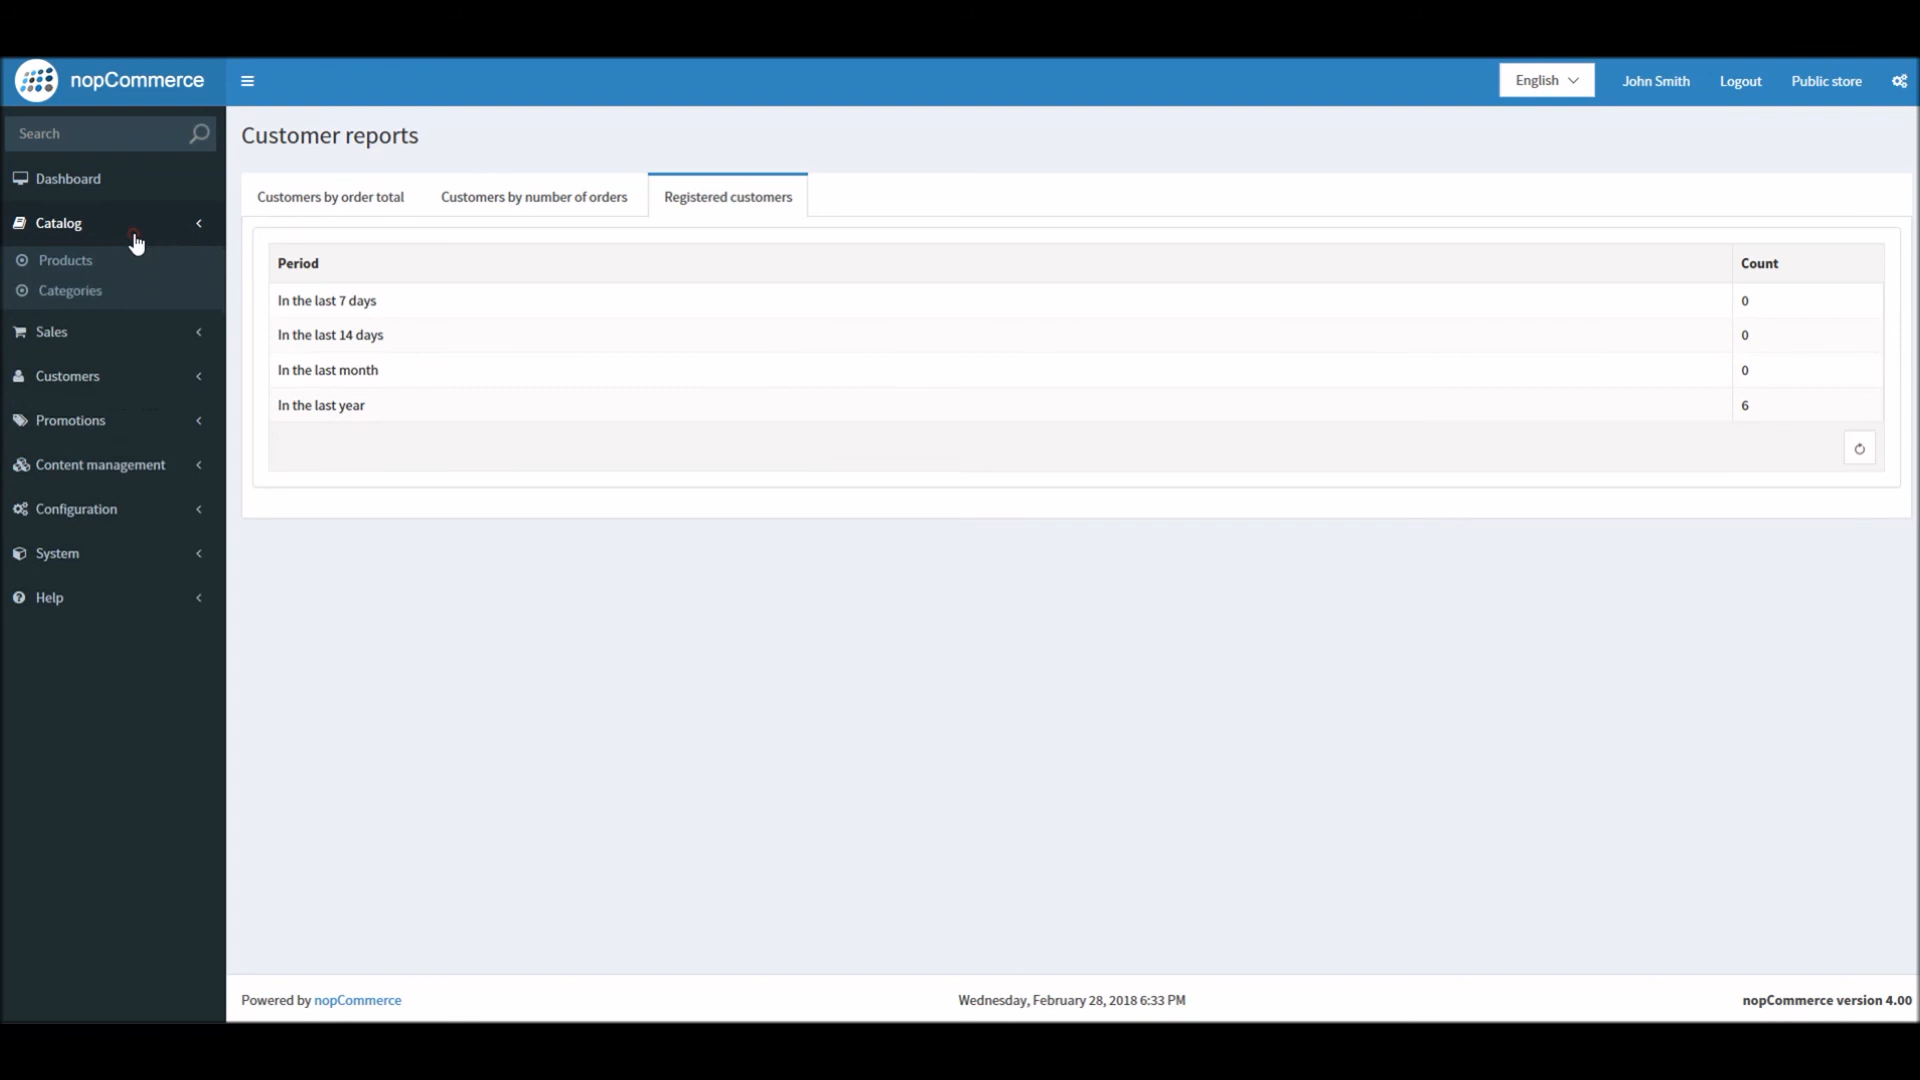 nopCommerce
English
John Smith
Logout
Public store
Search
Dashboard
Catalog
Products
Categories
Sales
Customers
Promotions
Content management
Configuration
System
Help
Customer reports
Customers by order total
Customers by number of orders
Registered customers
Period Count
In the last 7 days 0
In the last 14 days 0
In the last month 0
In the last year 6
Powered by nopCommerce
Wednesday, February 28, 2018 6:33 PM
nopCommerce version 4.00